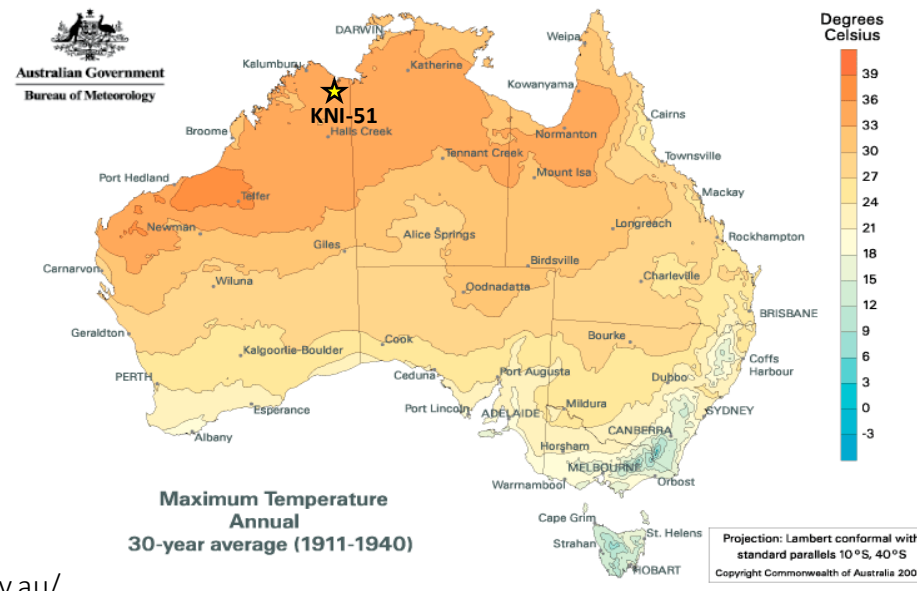 Australian Government
Bureau of Meteorology
Degrees
Celsius
39
36
33
30
27
24
21
18
15
12
9
6
3
0
-3
DARWIN
Weipa
Kalumburu
Katherine
Kowanyama
KNI-51
Halls Creek
Cairns
Broome
Normanton
Tennant Creek
Townsville
Port Hedland
Mount Isa
Telfer
Mackay
Newman
Alice Springs
Longreach
Rockhampton
Giles
Carnarvon
Birdsville
Wiluna
Oodnadatta
Charleville
BRISBANE
Geraldton
Cook
Bourke
Kalgoorlie-Boulder
Coffs
Harbour
PERTH
Ceduna
Port Augusta
Dubbo
Esperance
Port Lincoln
ADELAIDE
Mildura
SYDNEY
Albany
CANBERRA
Horsham
MELBOURNE
Warnambool
Orbost
Maximum Temperature
Annual
30-year average (1911-1940)
Cape Grim
St. Helens
Strahan
HOBART
Projection: Lambert conformal with
standard parallels 10°S, 40°S
Copyright Commonwealth of Australia 200
v.au/